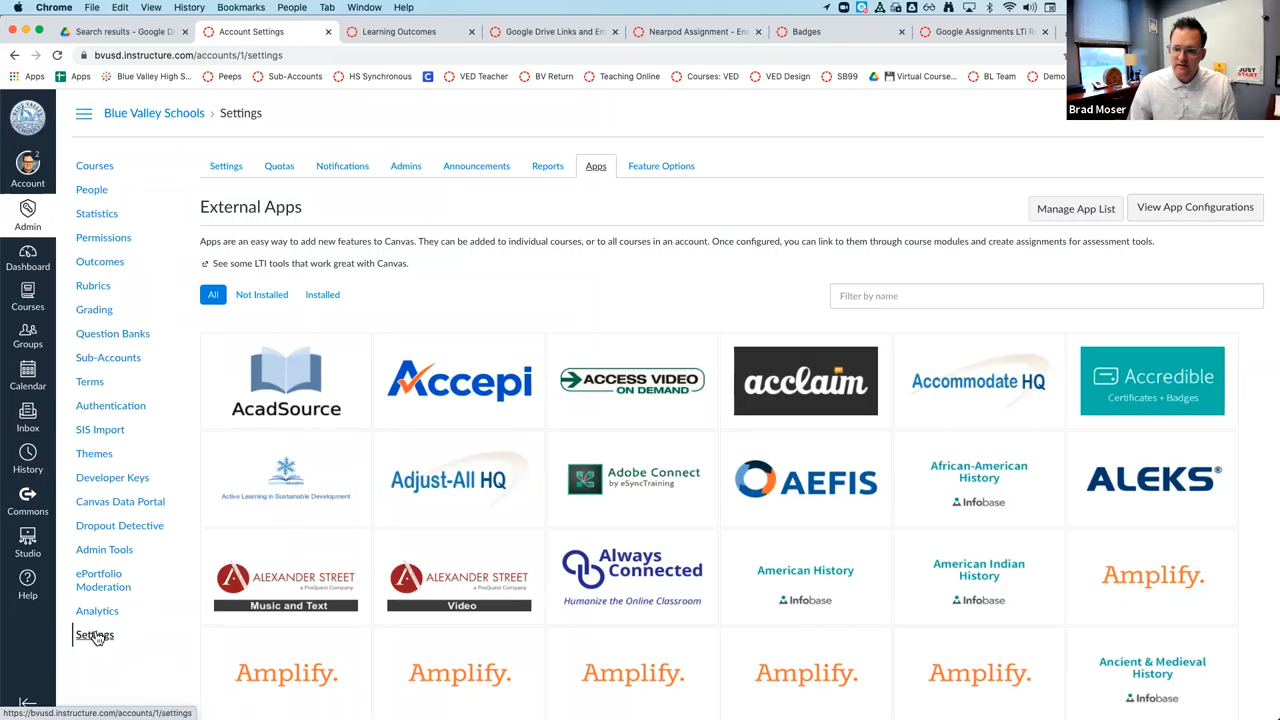 Chrome File Edit View History Bookmarks People Tab Window Help
Search results - Google D
Account Settings
Learning Outcomes
Google Drive Links and Em
Nearpod Assignment - Eng
Badges
Google Assignments LTI R
bvusd.instructure.com/accounts/1/settings
Apps
Apps
Blue Valley High S...
Peeps
Sub-Accounts
HS Synchronous
VED Teacher
BV Return
Teaching Online
Courses: VED
VED Design
SB99
Virtual Course...
BL Team
Demo
JUST
START
Brad Moser
Blue Valley Schools › Settings
2
Account
Admin
Dashboard
Courses
Groups
Calendar
Inbox
History
Commons
Studio
Help
Courses
People
Statistics
Permissions
Outcomes
Rubrics
Grading
Question Banks
Sub-Accounts
Terms
Authentication
SIS Import
Themes
Developer Keys
Canvas Data Portal
Dropout Detective
Admin Tools
ePortfolio
Moderation
Analytics
Settings
Settings Quotas Notifications Admins Announcements Reports Apps Feature Options
External Apps
Manage App List
View App Configurations
Apps are an easy way to add new features to Canvas. They can be added to individual courses, or to all courses in an account. Once configured, you can link to them through course modules and create assignments for assessment tools.
See some LTI tools that work great with Canvas.
All Not Installed Installed
Filter by name
AcadSource
Accepi
ACCESS VIDEO
ON DEMAND
acclaim
Accommodate HQ
Accredible
Certificates + Badges
Active Learning in Sustainable Development
Adjust-All HQ
Adobe Connect
by eSyncTraining
AEFIS
African-American
History
Infobase
ALEKS®
ALEXANDER STREET
a ProQuest Company
Music and Text
ALEXANDER STREET
a ProQuest Company
Video
Always
Connected
Humanize the Online Classroom
American History
Infobase
American Indian
History
Infobase
Amplify.
Amplify.
Amplify.
Amplify.
Amplify.
Amplify.
Ancient & Medieval
History
Infobase
https://bvusd.instructure.com/accounts/1/settings